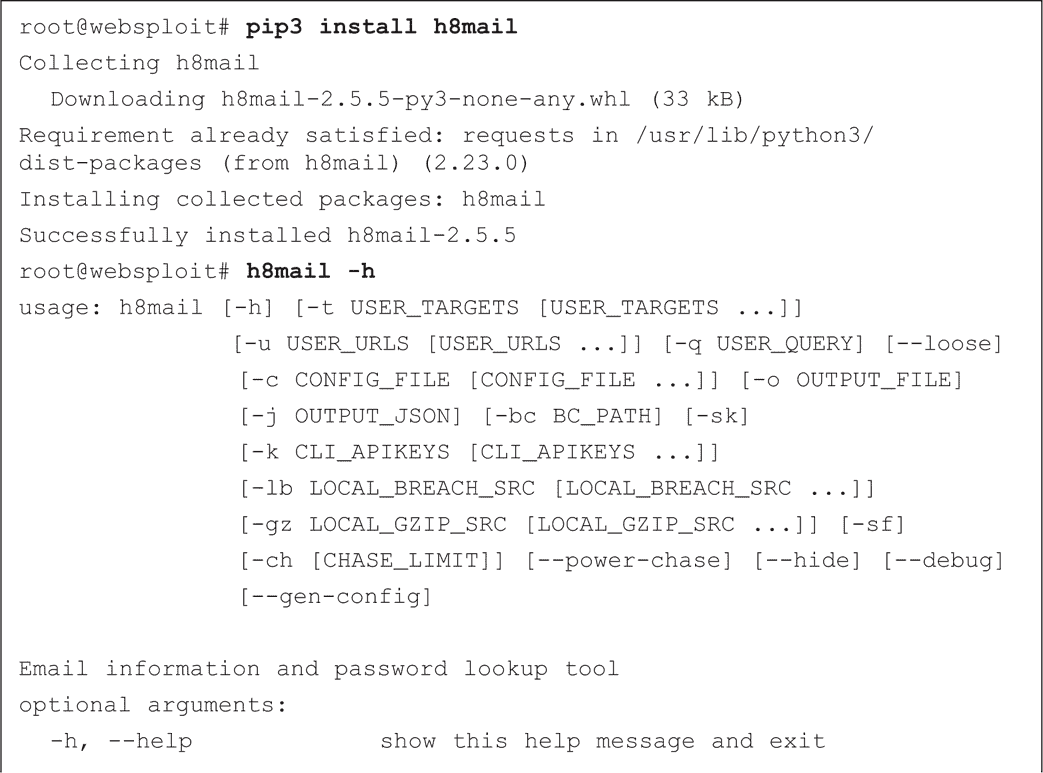 root@websploit# pip3 install h8mail
Collecting h8mail
  Downloading h8mail-2.5.5-py3-none-any.whl (33 kB)
Requirement already satisfied: requests in /usr/lib/python3/
dist-packages (from h8mail) (2.23.0)
Installing collected packages: h8mail
Successfully installed h8mail-2.5.5
root@websploit# h8mail -h
usage: h8mail [-h] [-t USER_TARGETS [USER_TARGETS ...]]
              [-u USER_URLS [USER_URLS ...]] [-q USER_QUERY] [--loose]
              [-c CONFIG_FILE [CONFIG_FILE ...]] [-o OUTPUT_FILE]
              [-j OUTPUT_JSON] [-bc BC_PATH] [-sk]
              [-k CLI_APIKEYS [CLI_APIKEYS ...]]
              [-lb LOCAL_BREACH_SRC [LOCAL_BREACH_SRC ...]]
              [-gz LOCAL_GZIP_SRC [LOCAL_GZIP_SRC ...]] [-sf]
              [-ch [CHASE_LIMIT]] [--power-chase] [--hide] [--debug]
              [--gen-config]
Email information and password lookup tool
optional arguments:
  -h, --help            show this help message and exit